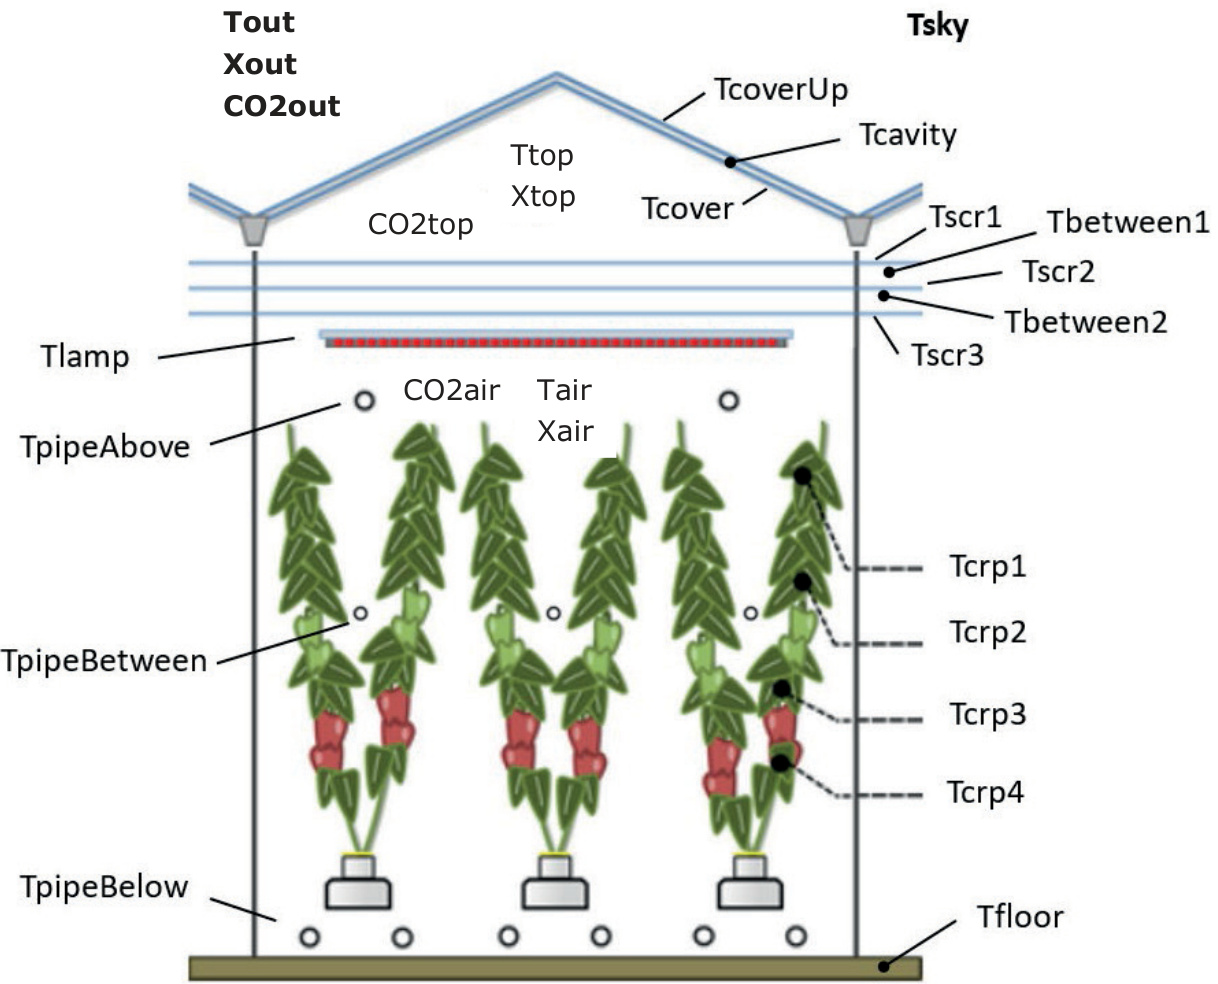 Tout
Xout
CO2out
Tsky
TcoverUp
Tcavity
Ttop
Xtop
Tcover
CO2top
Tscr1
Tbetween1
Tscr2
Tbetween2
Tscr3
Tlamp
CO2air
Tair
Xair
TpipeAbove
Tcrp1
Tcrp2
TpipeBetween
Tcrp3
Tcrp4
TpipeBelow
Tfloor